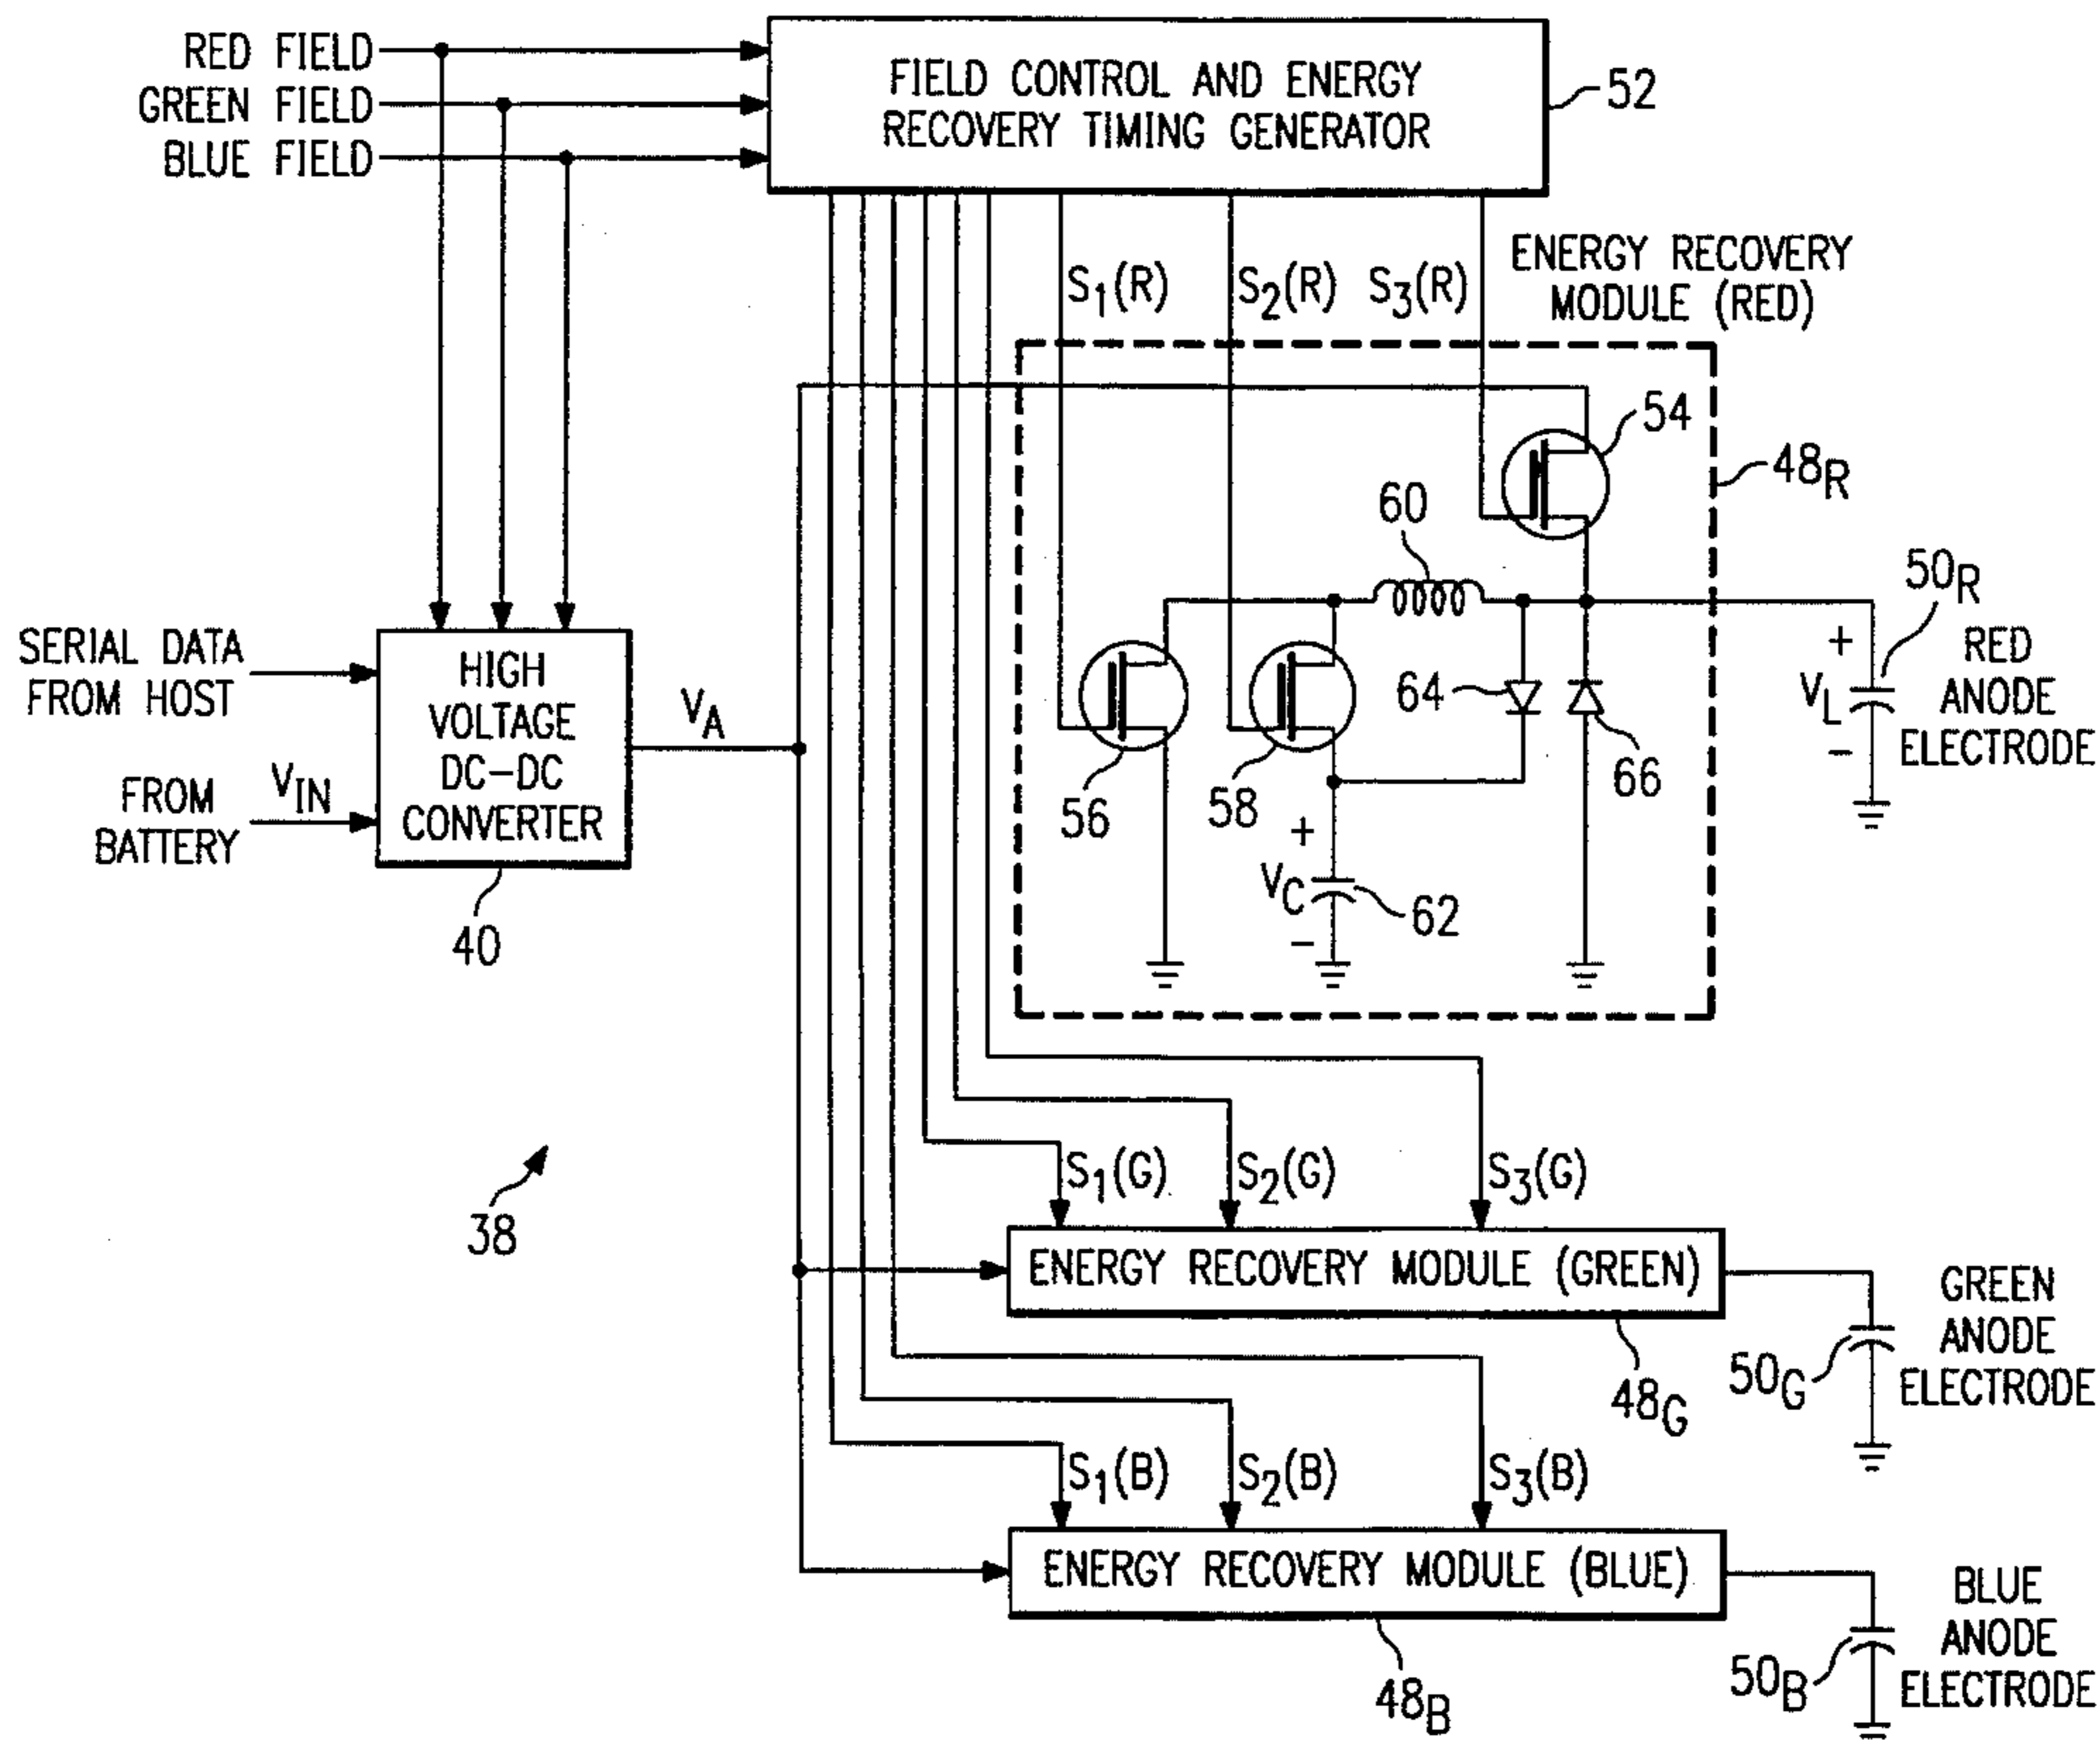 RED FIELD
GREEN FIELD
BLUE FIELD
FIELD CONTROL AND ENERGY
RECOVERY TIMING GENERATOR
52
S1(R)
S2(R)
S3(R)
ENERGY RECOVERY
MODULE (RED)
54
48R
60
50R
RED
ANODE
ELECTRODE
+
VL
−
SERIAL DATA
FROM HOST
FROM
BATTERY
VIN
HIGH
VOLTAGE
DC−DC
CONVERTER
40
VA
56
58
64
66
+
VC
−
62
38
S1(G)
S2(G)
S3(G)
ENERGY RECOVERY MODULE (GREEN)
48G
50G
GREEN
ANODE
ELECTRODE
S1(B)
S2(B)
S3(B)
ENERGY RECOVERY MODULE (BLUE)
48B
50B
BLUE
ANODE
ELECTRODE